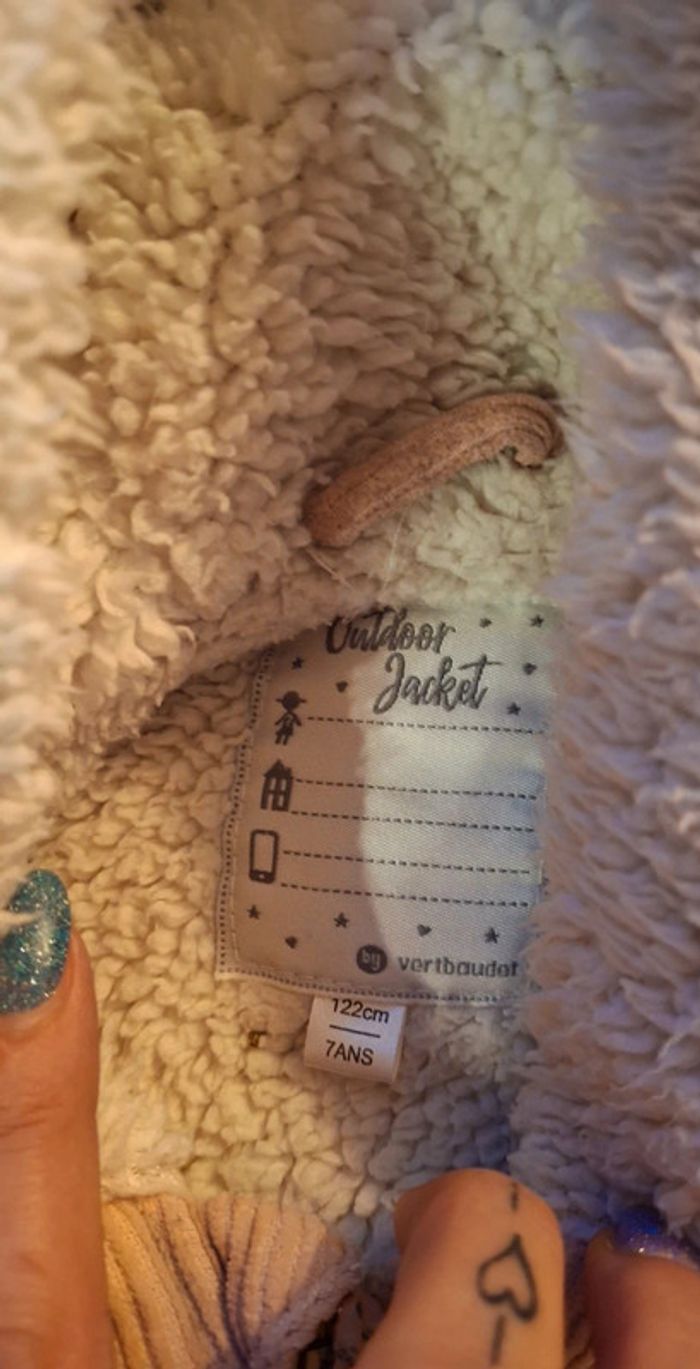 Outdoor
Jacket
by vertbaudet
122cm
7ANS